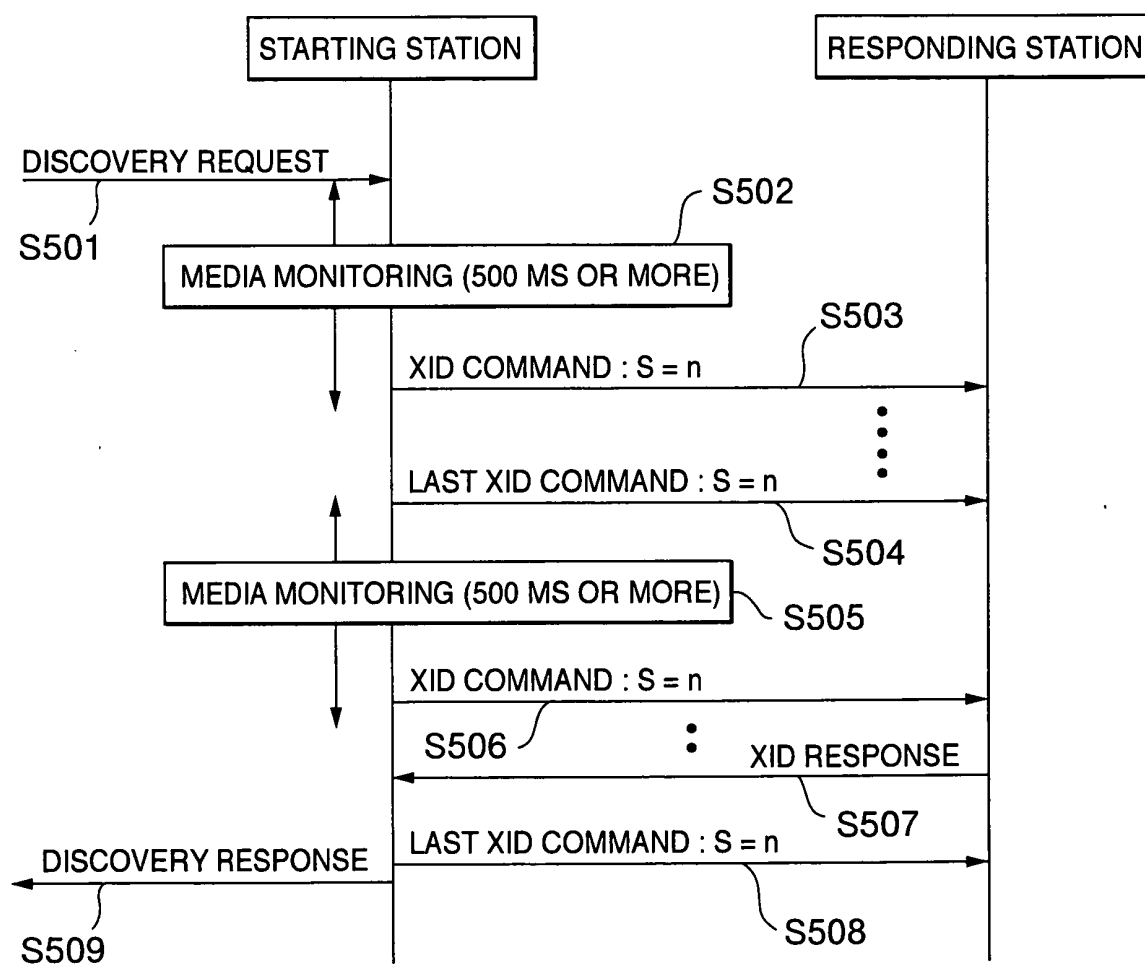 STARTING STATION
RESPONDING STATION
DISCOVERY REQUEST
S501
S502
MEDIA MONITORING (500 MS OR MORE)
S503
XID COMMAND : S = n
LAST XID COMMAND : S = n
S504
MEDIA MONITORING (500 MS OR MORE)
S505
XID COMMAND : S = n
S506
XID RESPONSE
S507
LAST XID COMMAND : S = n
DISCOVERY RESPONSE
S508
S509